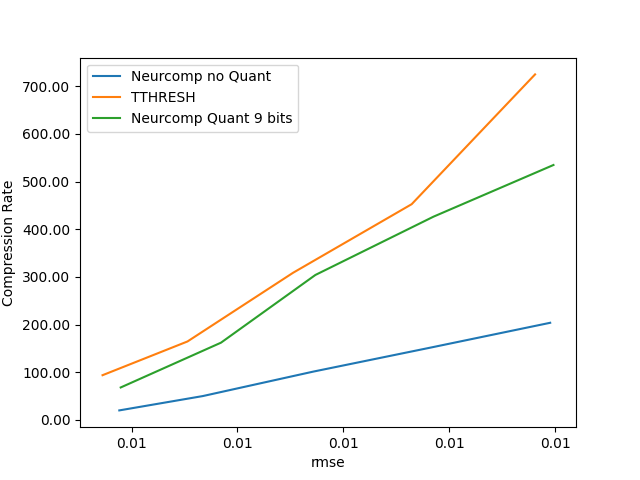 Neurcomp no Quant
TTHRESH
Neurcomp Quant 9 bits
700.00
600.00
500.00
400.00
300.00
200.00
100.00
0.00
Compression Rate
0.01 0.01 0.01 0.01 0.01
rmse